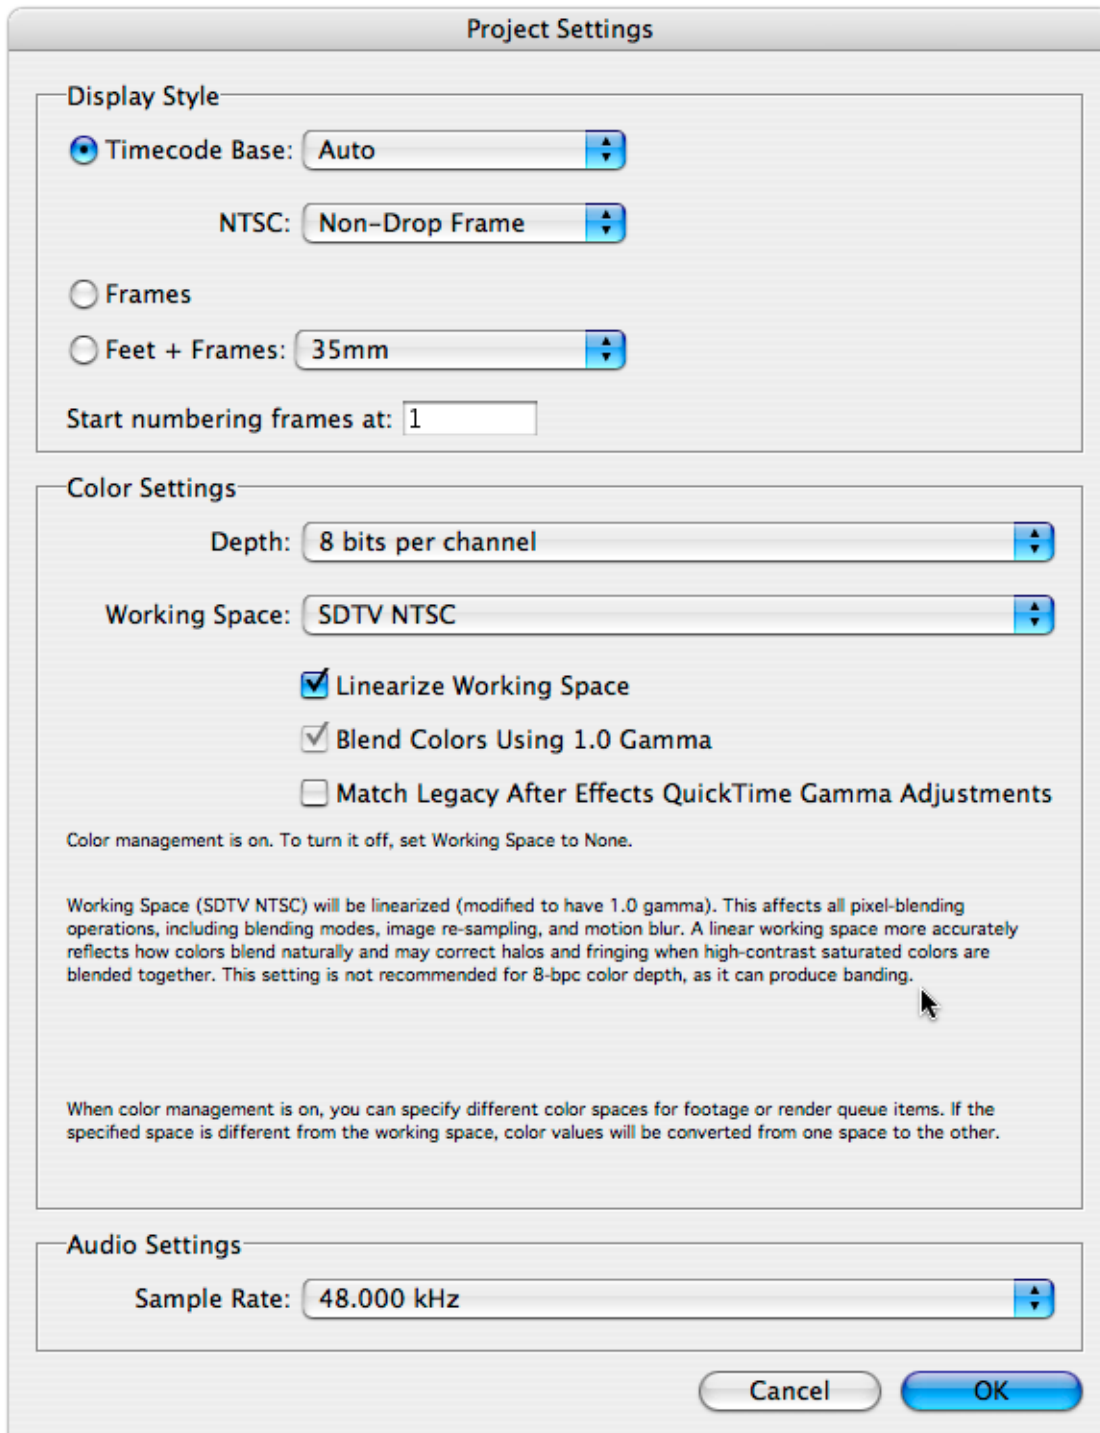 Project Settings
Display Style
Timecode Base: Auto
NTSC: Non-Drop Frame
Frames
Feet + Frames: 35mm
Start numbering frames at: 1
Color Settings
Depth: 8 bits per channel
Working Space: SDTV NTSC
Linearize Working Space
Blend Colors Using 1.0 Gamma
Match Legacy After Effects QuickTime Gamma Adjustments
Color management is on. To turn it off, set Working Space to None.
Working Space (SDTV NTSC) will be linearized (modified to have 1.0 gamma). This affects all pixel-blending
operations, including blending modes, image re-sampling, and motion blur. A linear working space more accurately
reflects how colors blend naturally and may correct halos and fringing when high-contrast saturated colors are
blended together. This setting is not recommended for 8-bpc color depth, as it can produce banding.
When color management is on, you can specify different color spaces for footage or render queue items. If the
specified space is different from the working space, color values will be converted from one space to the other.
Audio Settings
Sample Rate: 48.000 kHz
Cancel
OK